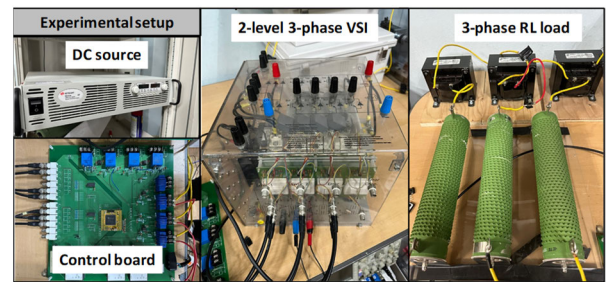 Experimental setup
DC source
Control board
2-level 3-phase VSI
3-phase RL load